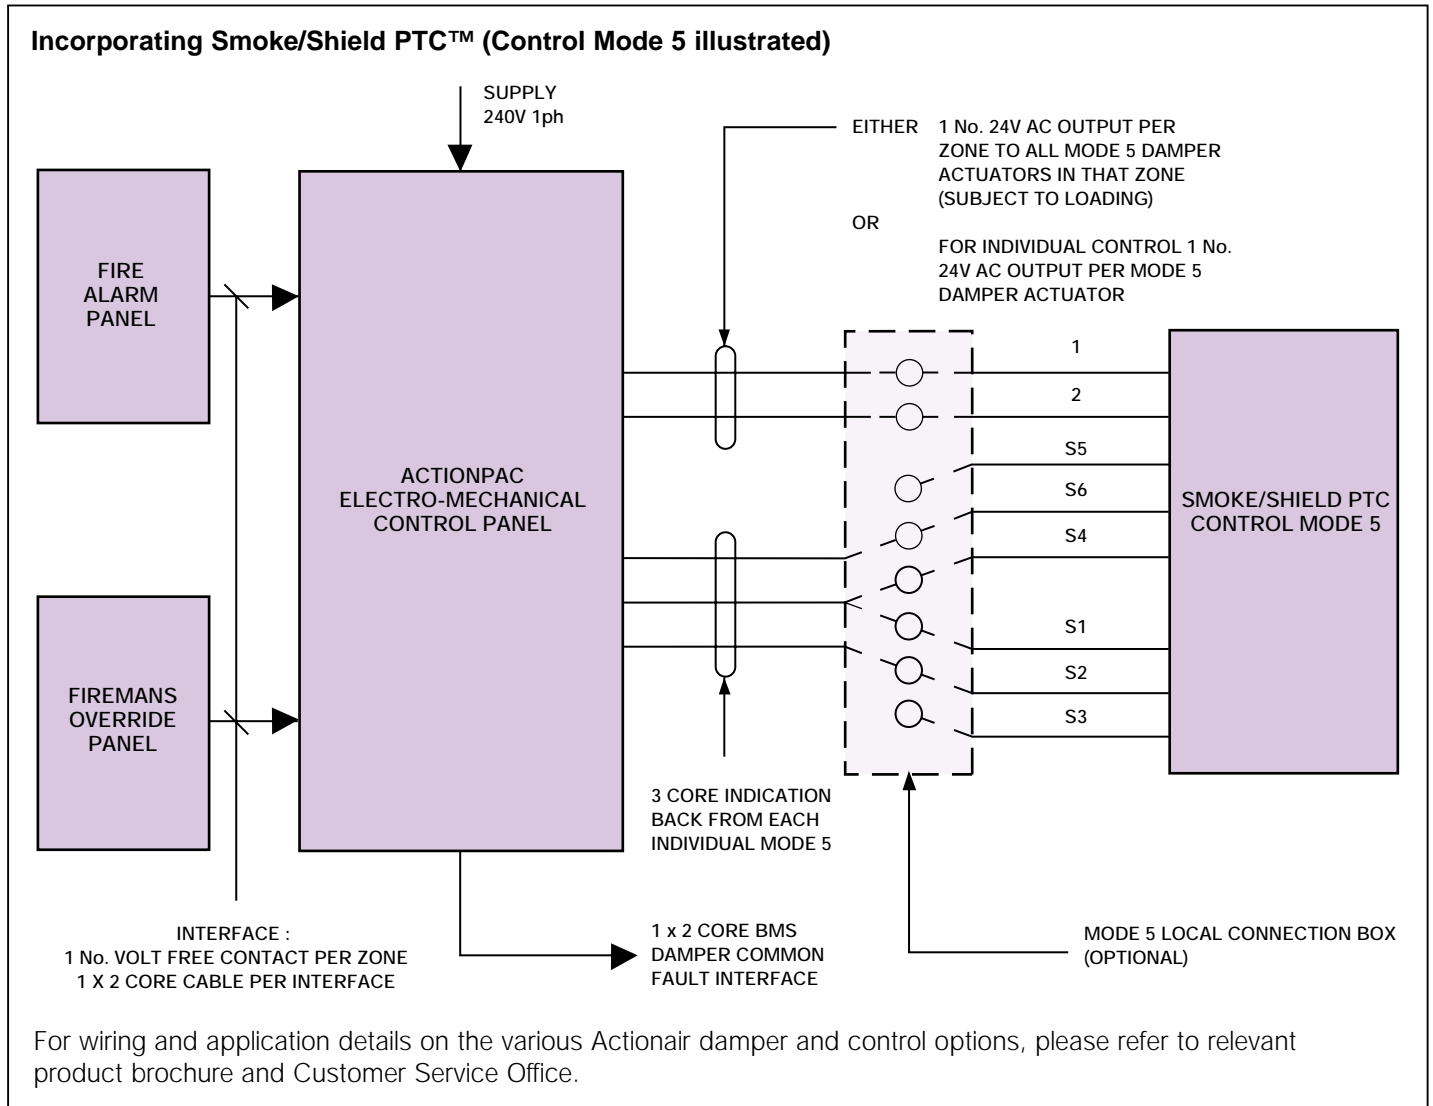 Incorporating Smoke/Shield PTC™ (Control Mode 5 illustrated)
SUPPLY
240V 1ph
EITHER 1 No. 24V AC OUTPUT PER
ZONE TO ALL MODE 5 DAMPER
ACTUATORS IN THAT ZONE
(SUBJECT TO LOADING)
OR
FOR INDIVIDUAL CONTROL 1 No.
24V AC OUTPUT PER MODE 5
DAMPER ACTUATOR
FIRE
ALARM
PANEL
ACTIONPAC
ELECTRO-MECHANICAL
CONTROL PANEL
1
2
S5
S6
S4
S1
S2
S3
SMOKE/SHIELD PTC
CONTROL MODE 5
FIREMANS
OVERRIDE
PANEL
3 CORE INDICATION
BACK FROM EACH
INDIVIDUAL MODE 5
INTERFACE :
1 No. VOLT FREE CONTACT PER ZONE
1 X 2 CORE CABLE PER INTERFACE
1 x 2 CORE BMS
DAMPER COMMON
FAULT INTERFACE
MODE 5 LOCAL CONNECTION BOX
(OPTIONAL)
For wiring and application details on the various Actionair damper and control options, please refer to relevant
product brochure and Customer Service Office.